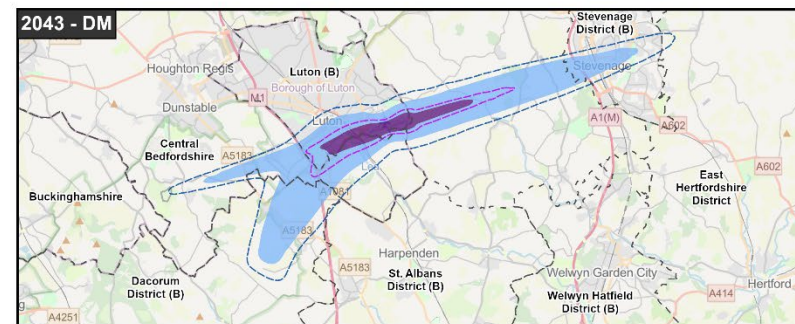 2043 - DM
Stevenage
District (B)
Houghton Regis
Luton (B)
Borough of Luton
Stevenage
M1
Dunstable
Luton
A1(M)
A602
Central
Bedfordshire
A5183
A602
Buckinghamshire
A1081
East
Hertfordshire
District
A5183
Harpenden
A5183
St. Albans
District (B)
Welwyn Garden City
Dacorum
District (B)
Welwyn Hatfield
District (B)
A414
Hertford
A4251